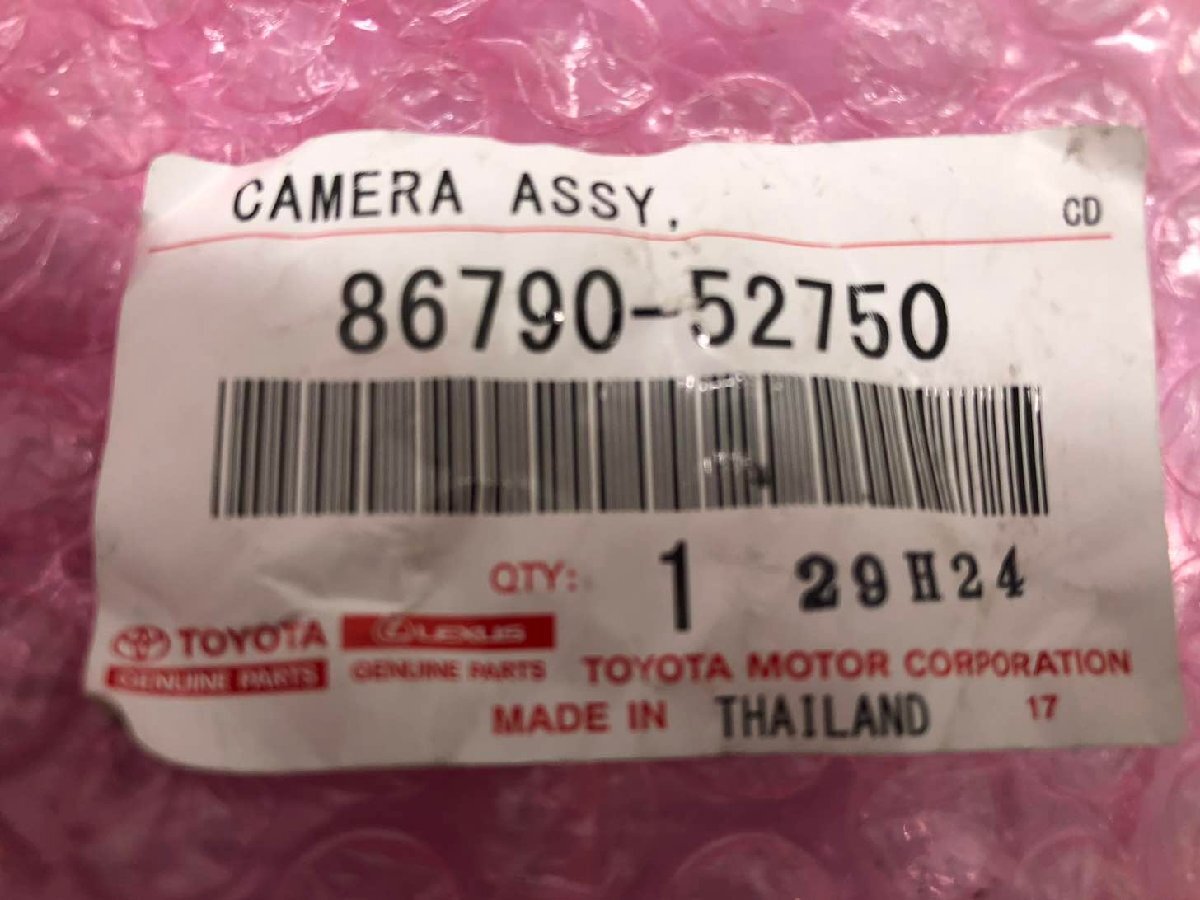 CAMERA ASSY, CD
86790-52750
QTY: 1 29H24
TOYOTA LEXUS
GENUINE PARTS GENUINE PARTS TOYOTA MOTOR CORPORATION
MADE IN THAILAND 17